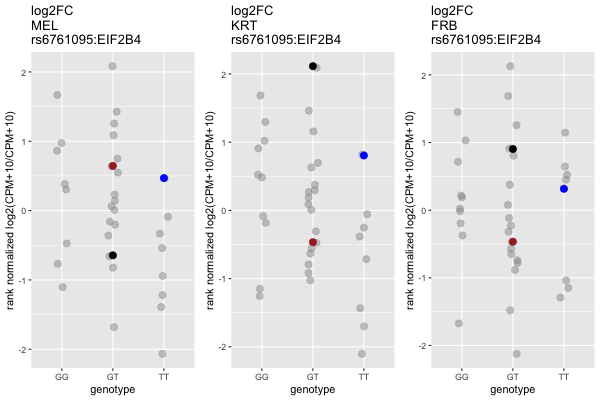 log2FC
MEL
rs6761095:EIF2B4
rank normalized log2(CPM+10/CPM+10)
2
1
0
-1
-2
GG GT TT
genotype
log2FC
KRT
rs6761095:EIF2B4
rank normalized log2(CPM+10/CPM+10)
2
1
0
-1
-2
GG GT TT
genotype
log2FC
FRB
rs6761095:EIF2B4
rank normalized log2(CPM+10/CPM+10)
2
1
0
-1
-2
GG GT TT
genotype